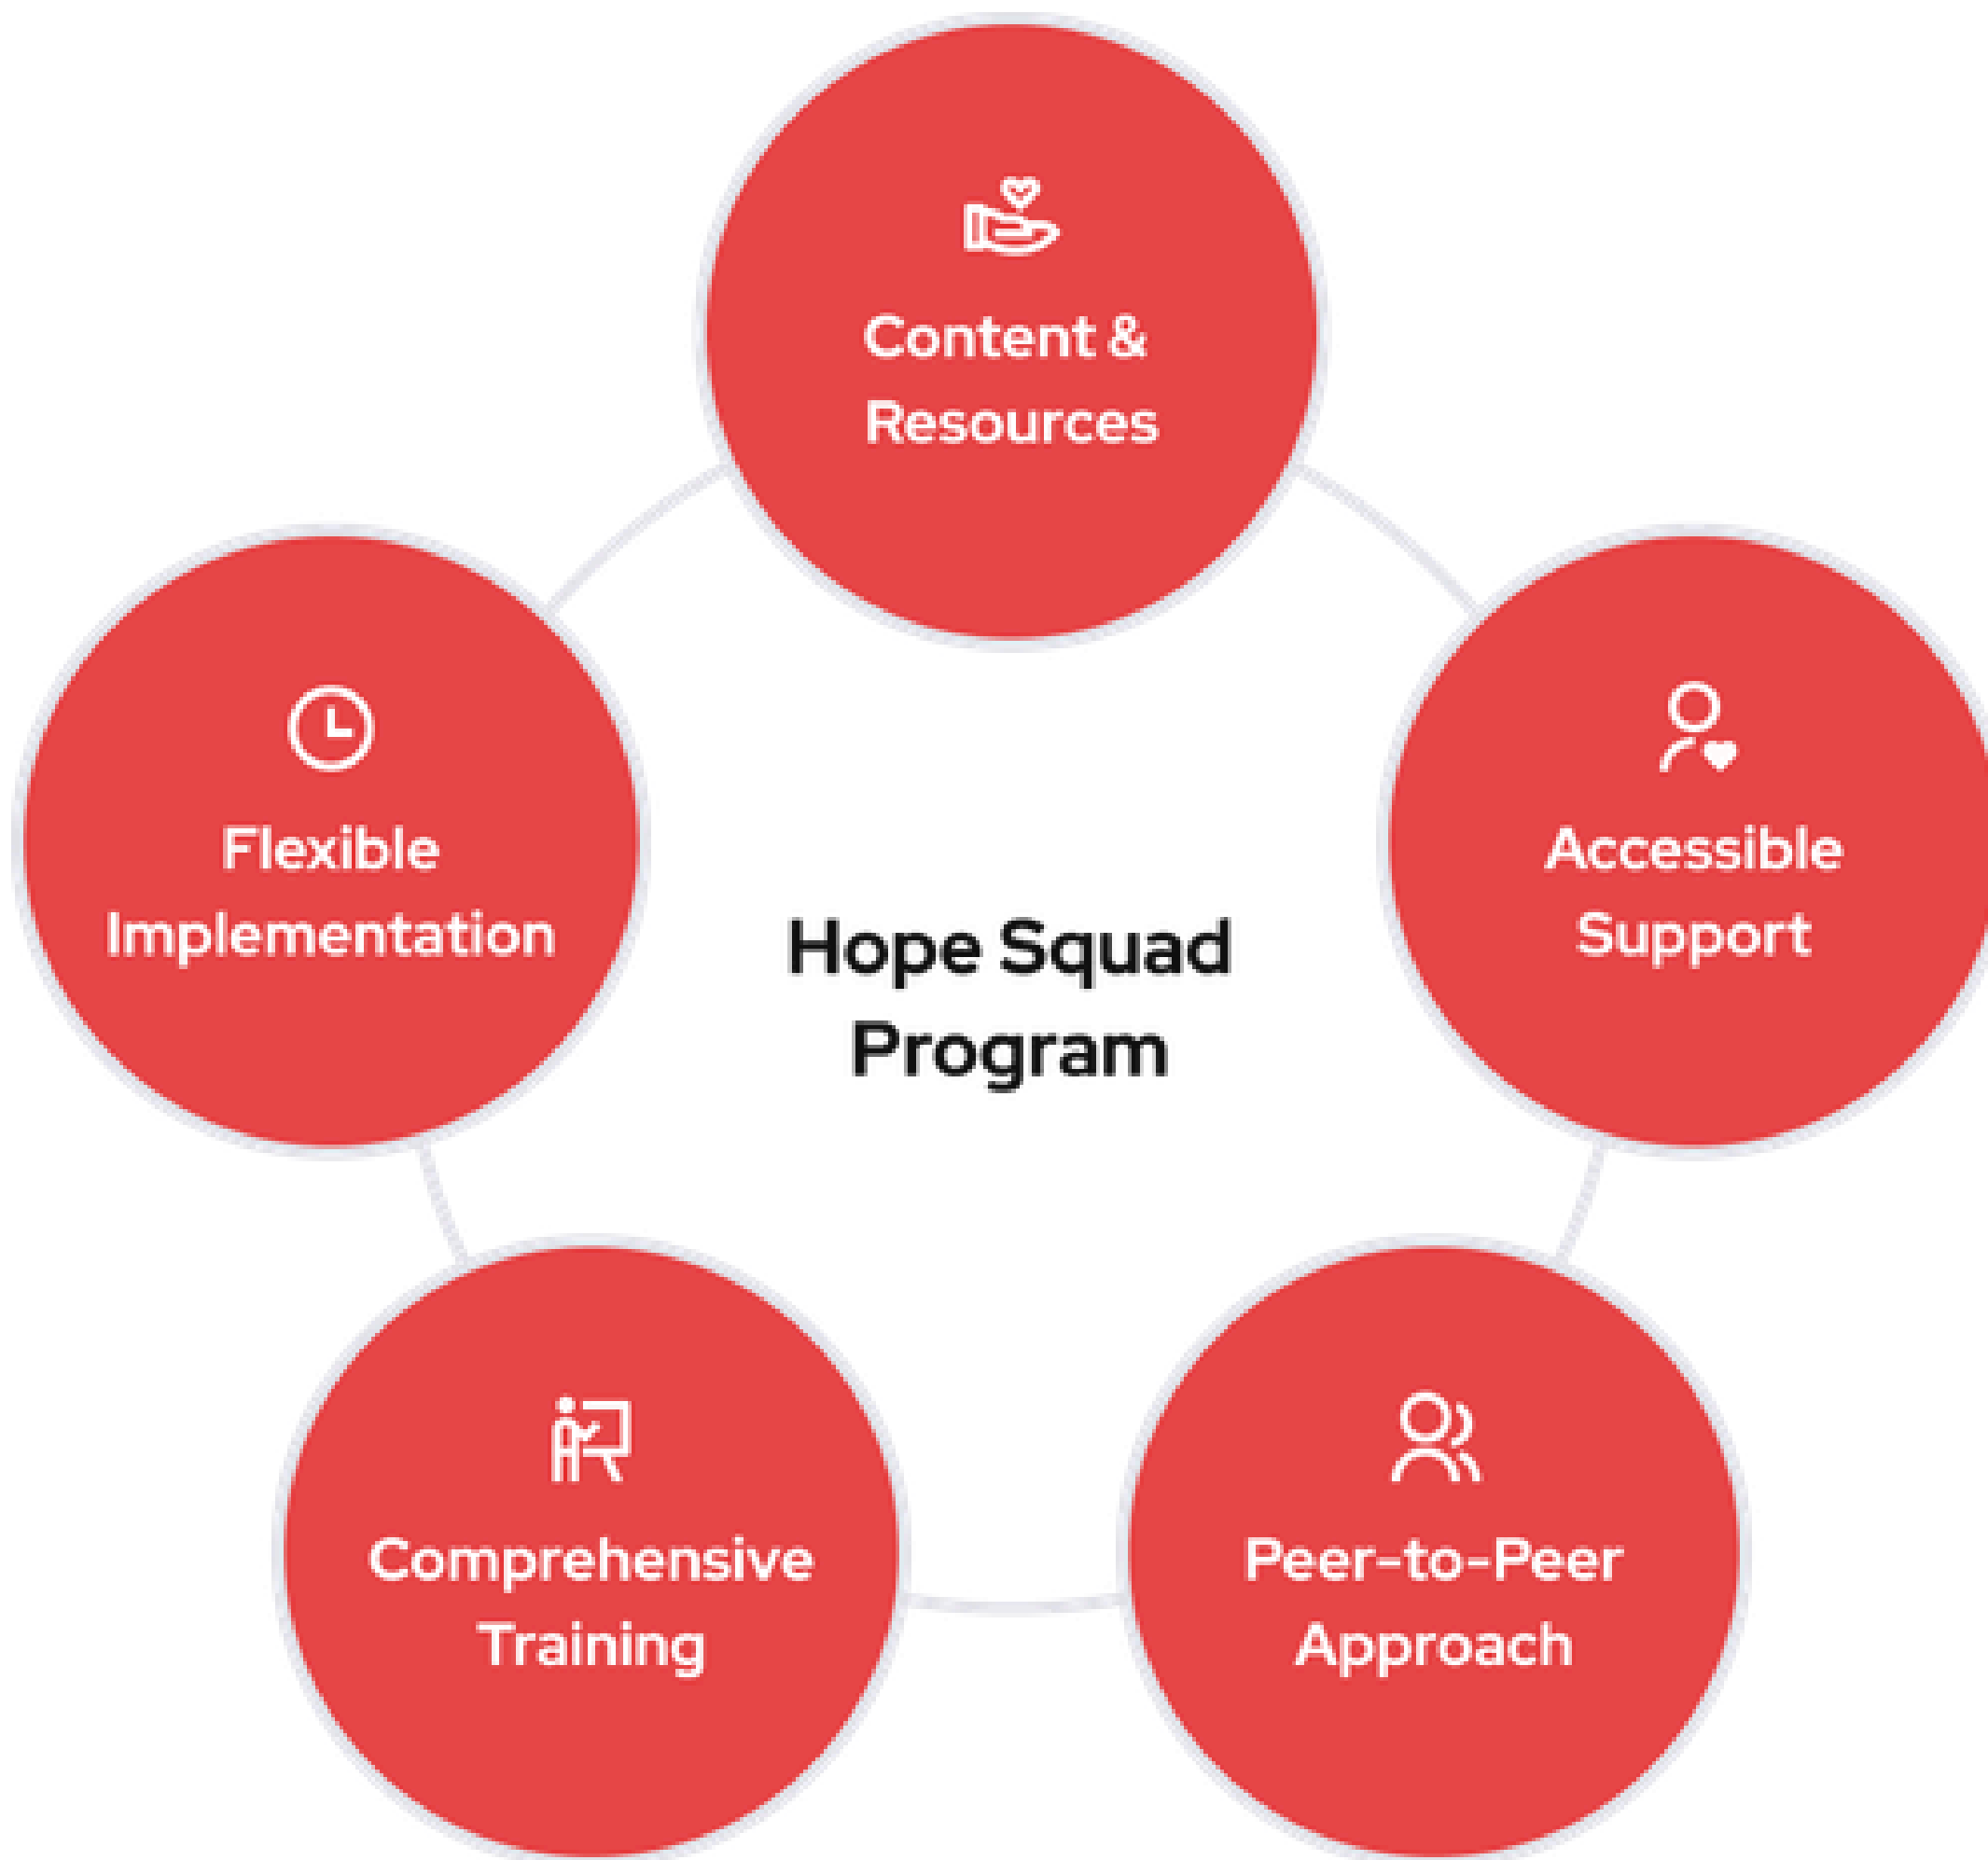 Content &
Resources
Flexible
Implementation
Accessible
Support
Hope Squad
Program
Comprehensive
Training
Peer-to-Peer
Approach